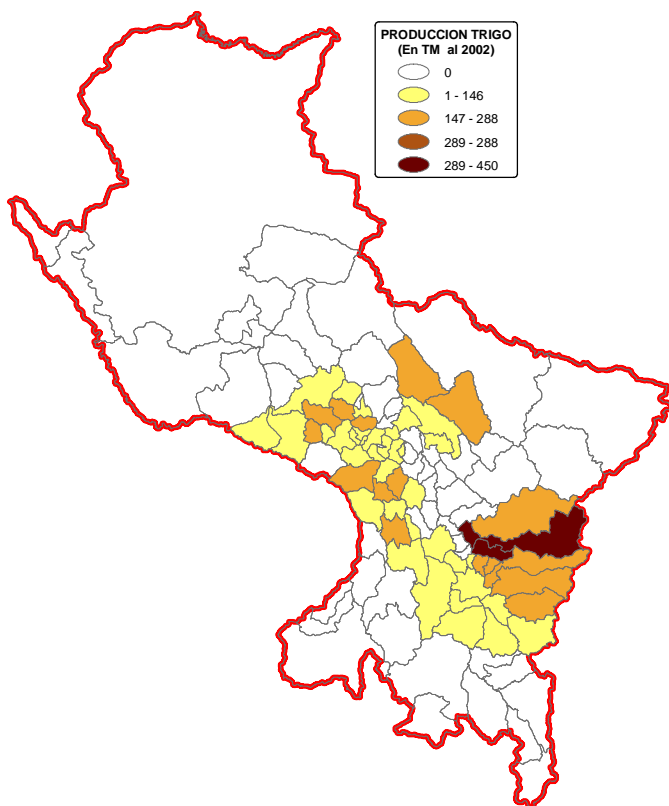 PRODUCCION TRIGO
(En TM al 2002)
0
1 - 146
147 - 288
289 - 288
289 - 450